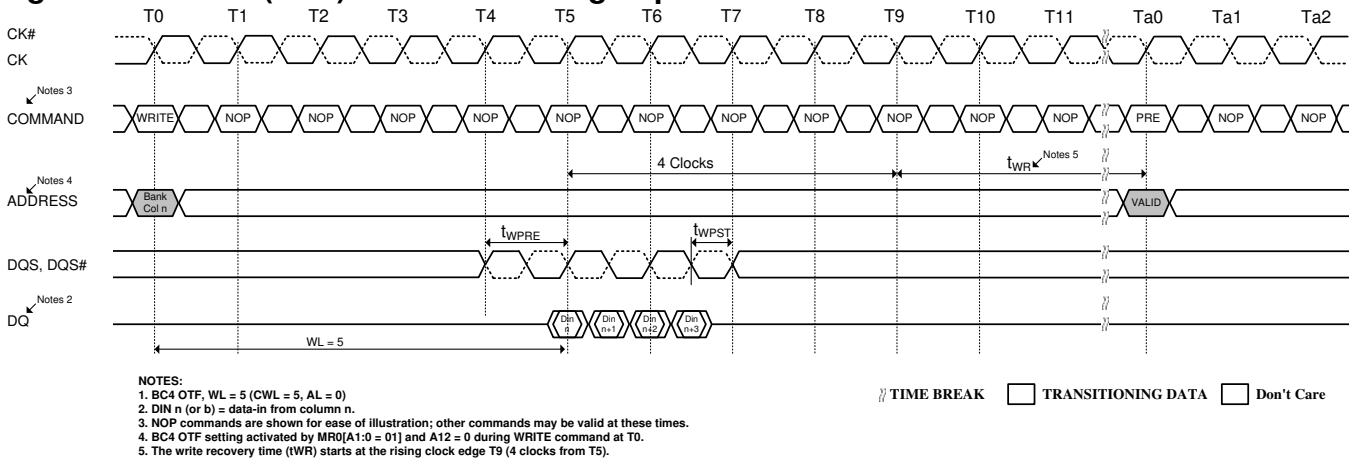 T0 T1 T2 T3 T4 T5 T6 T7 T8 T9 T10 T11 Ta0 Ta1 Ta2
CK#
CK
Notes 3
COMMAND
WRITE NOP NOP NOP NOP NOP NOP NOP NOP NOP NOP NOP PRE NOP NOP
4 Clocks
tWR Notes 5
Notes 4
ADDRESS
Bank
Col n
VALID
tWPRE
tWPST
DQS, DQS#
Notes 2
DQ
Din
n
Din
n+1
Din
n+2
Din
n+3
WL = 5
NOTES:
1. BC4 OTF, WL = 5 (CWL = 5, AL = 0)
2. DIN n (or b) = data-in from column n.
3. NOP commands are shown for ease of illustration; other commands may be valid at these times.
4. BC4 OTF setting activated by MR0[A1:0 = 01] and A12 = 0 during WRITE command at T0.
5. The write recovery time (tWR) starts at the rising clock edge T9 (4 clocks from T5).
TIME BREAK
TRANSITIONING DATA
Don't Care